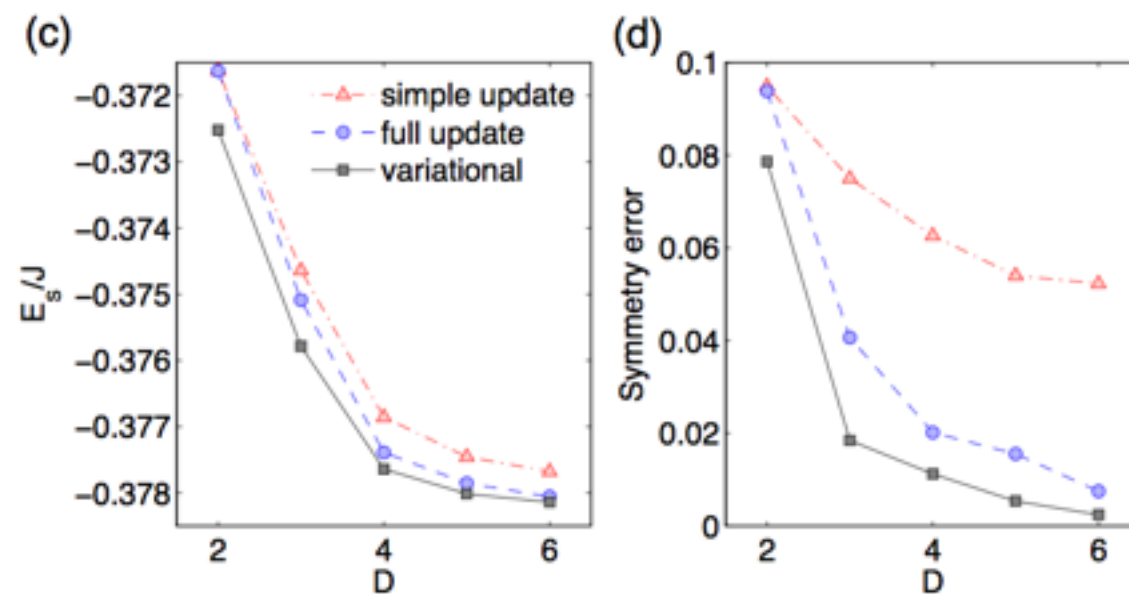 (c)
−0.372
−0.373
−0.374
−0.375
−0.376
−0.377
−0.378
E_s/J
simple update
full update
variational
2
4
6
D
(d)
0.1
0.08
0.06
0.04
0.02
0
Symmetry error
2
4
6
D